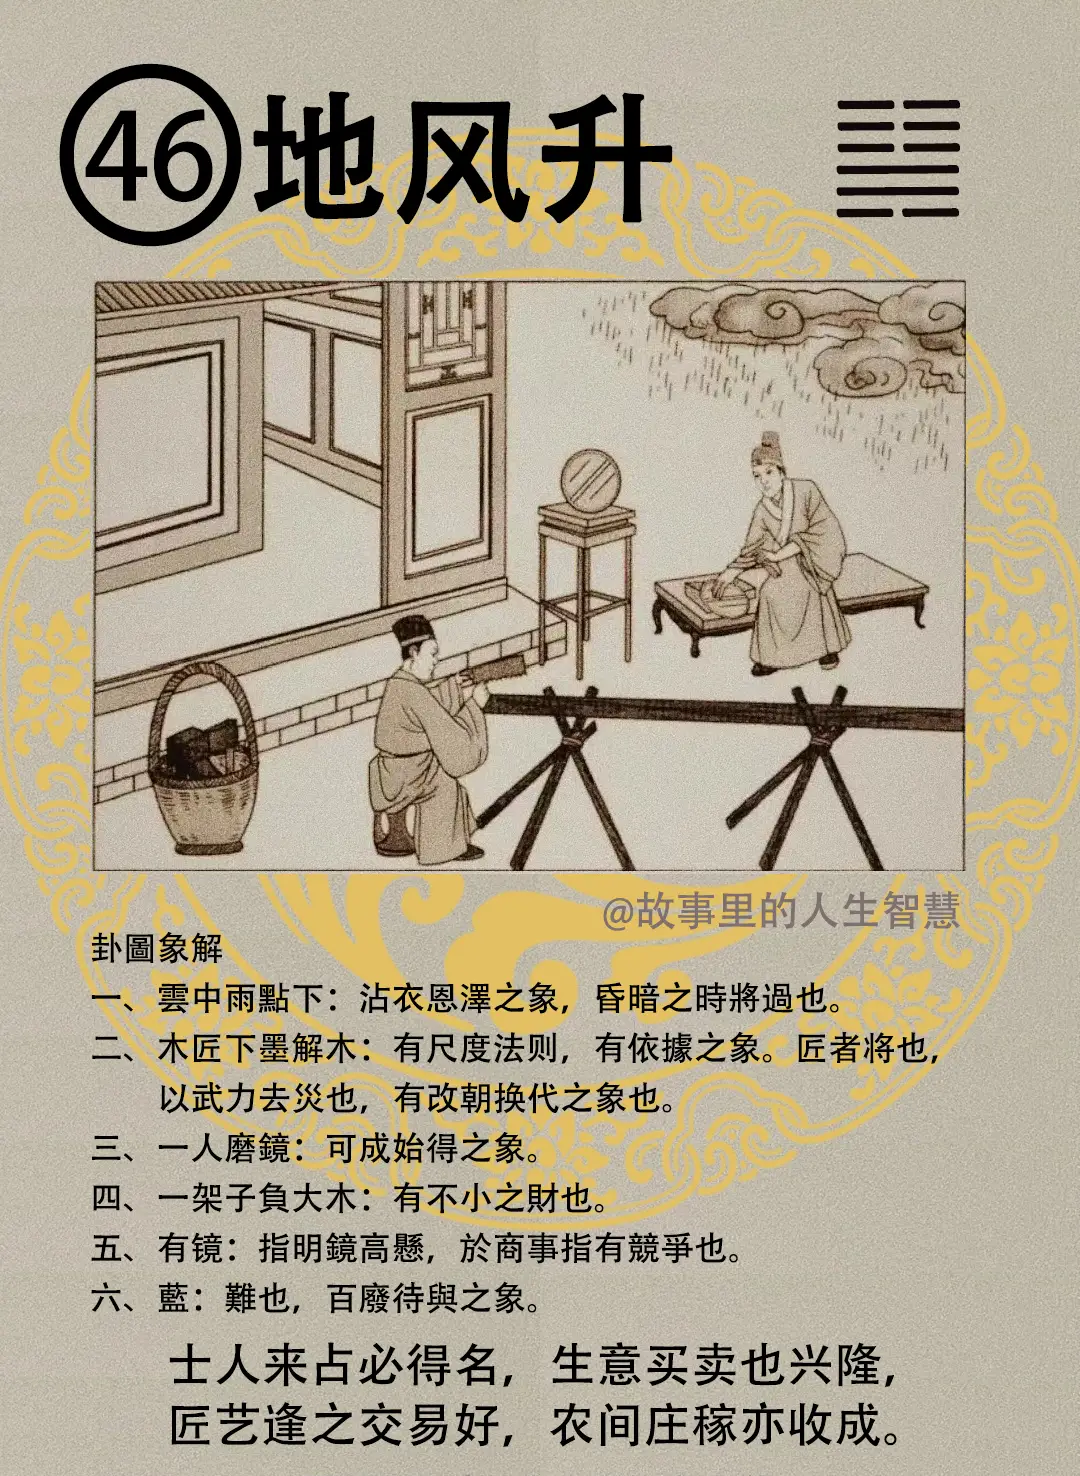 46 地风升
@故事里的人生智慧
卦圖象解
一、雲中雨點下：沾衣恩澤之象，昏暗之時將過也。
二、木匠下墨解木：有尺度法则，有依據之象。匠者将也，
以武力去災也，有改朝换代之象也。
三、一人磨鏡：可成始得之象。
四、一架子負大木：有不小之財也。
五、有镜：指明鏡高懸，於商事指有競爭也。
六、藍：難也，百廢待與之象。
士人来占必得名，生意买卖也兴隆，
匠艺逢之交易好，农间庄稼亦收成。